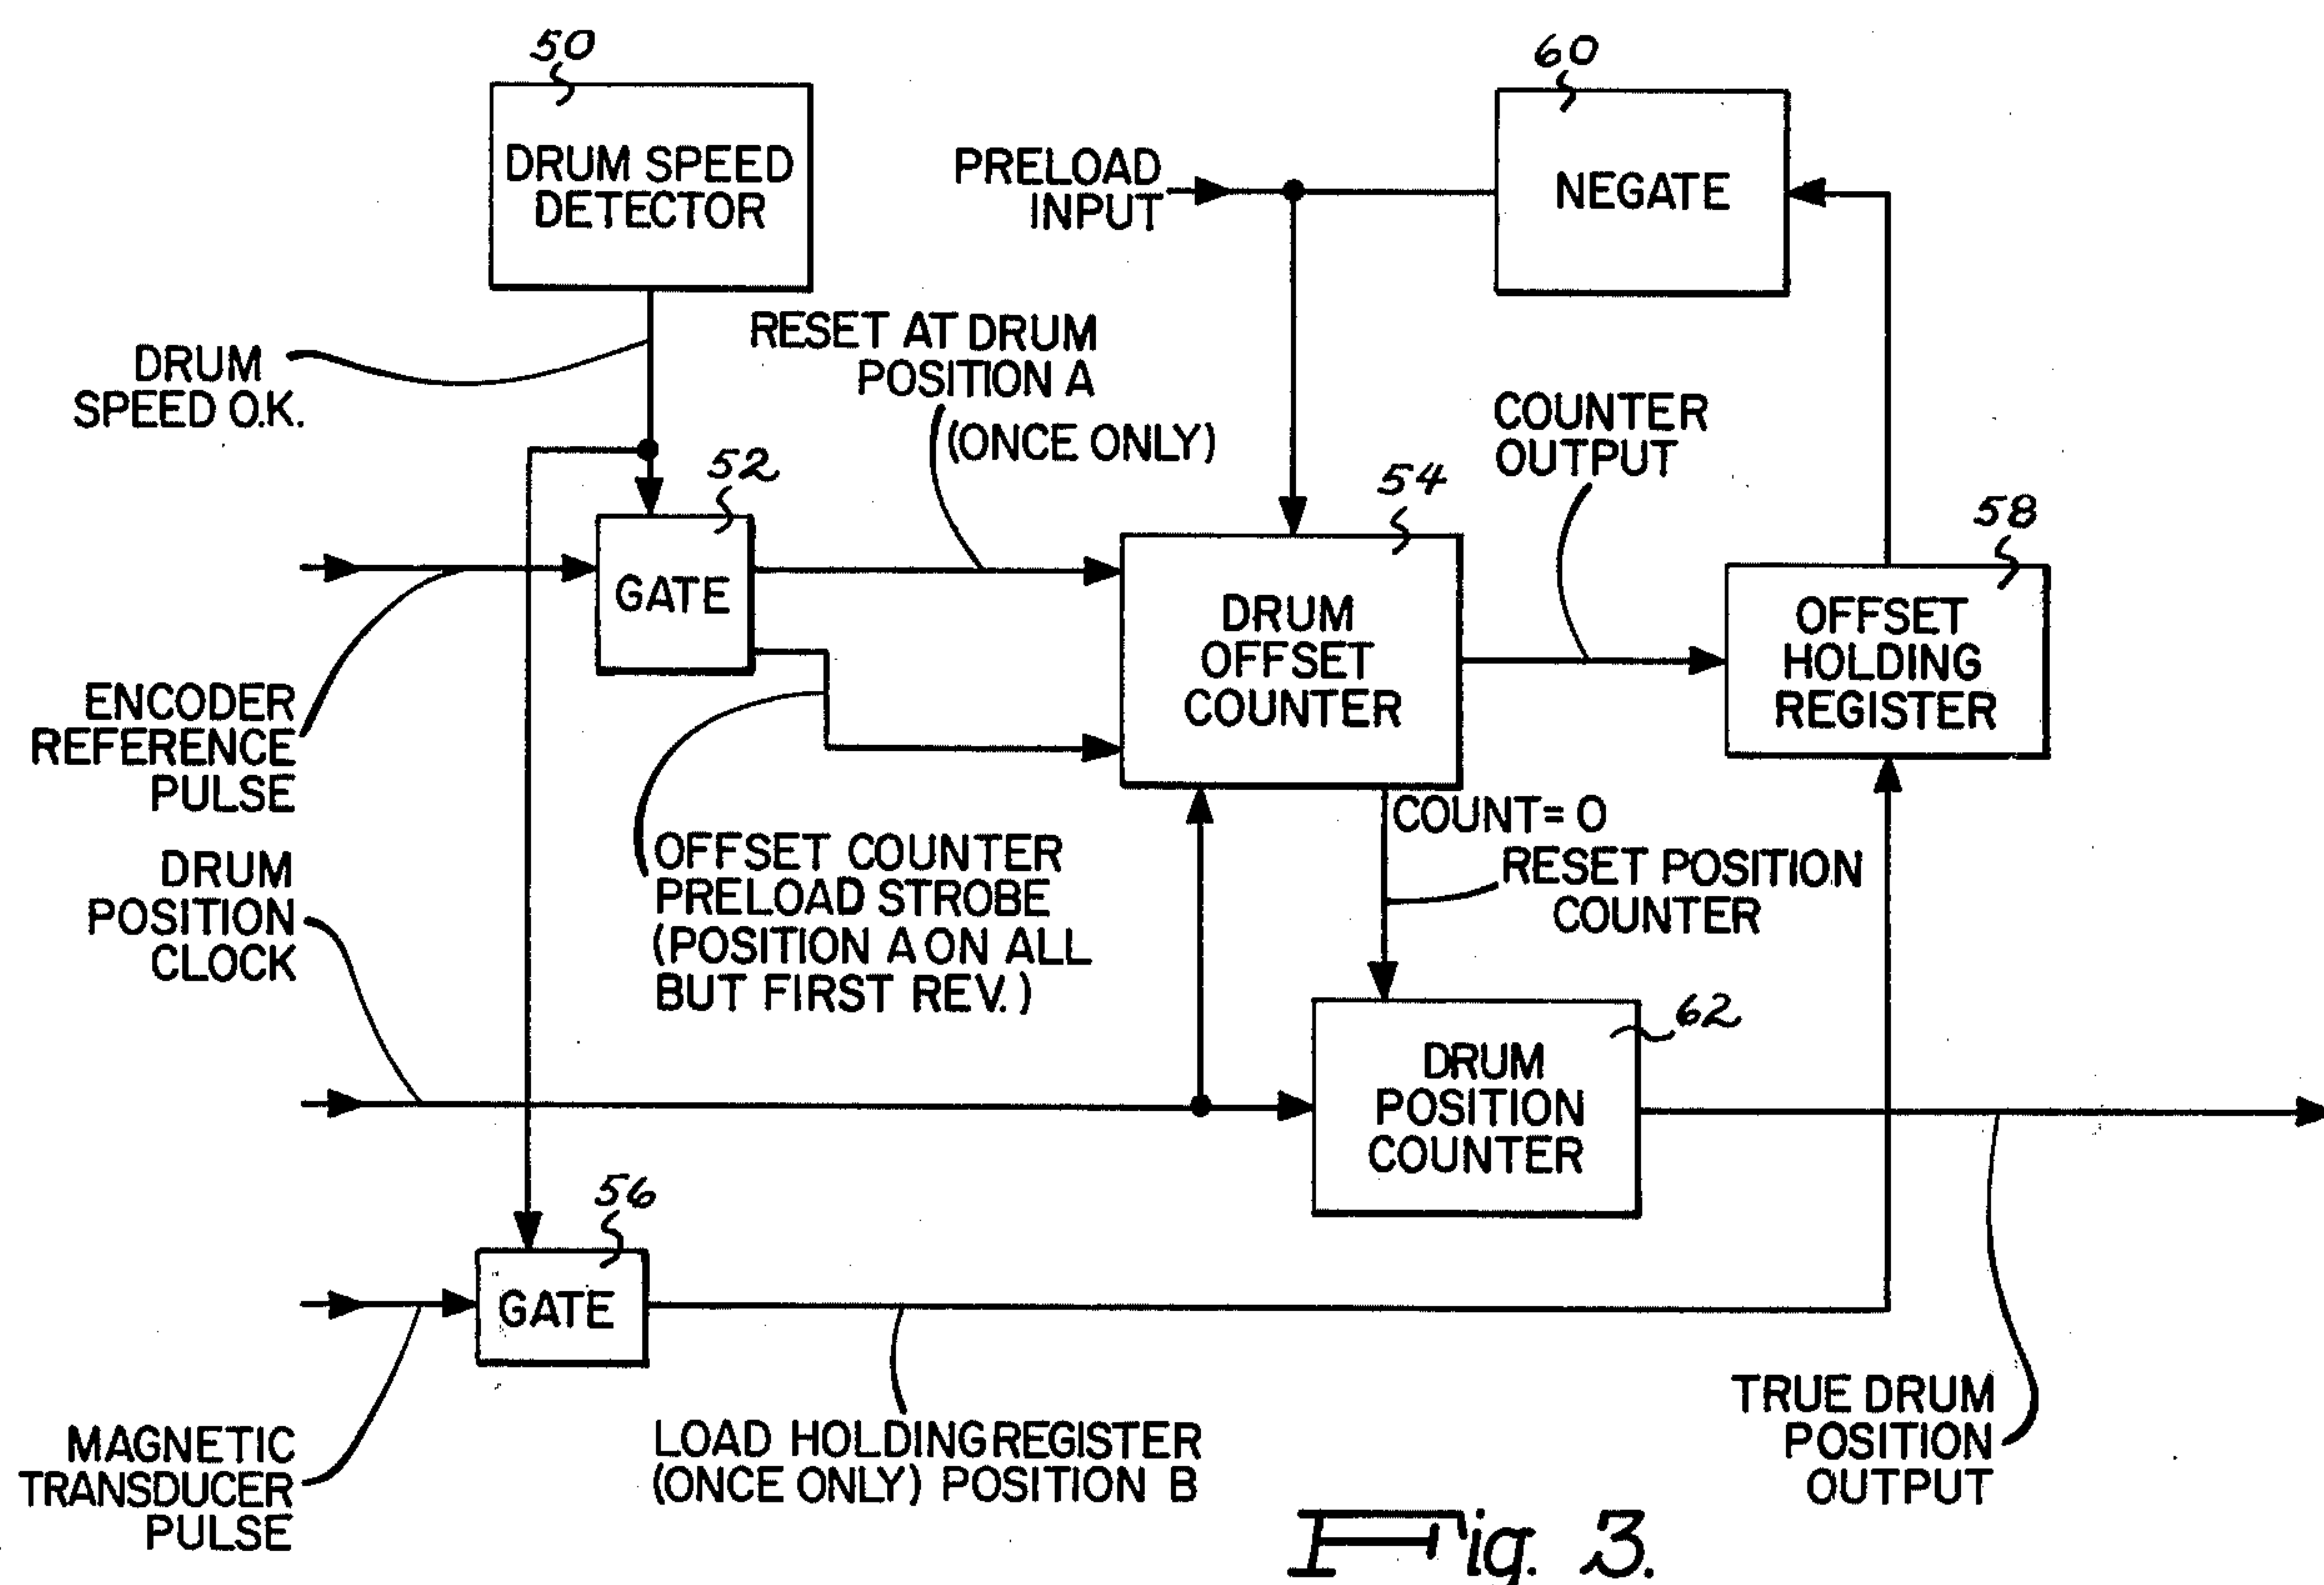 50
DRUM SPEED
DETECTOR
60
NEGATE
PRELOAD
INPUT
DRUM
SPEED O.K.
RESET AT DRUM
POSITION A
(ONCE ONLY)
COUNTER
OUTPUT
52
GATE
54
DRUM
OFFSET
COUNTER
58
OFFSET
HOLDING
REGISTER
ENCODER
REFERENCE
PULSE
OFFSET COUNTER
PRELOAD STROBE
(POSITION A ON ALL
BUT FIRST REV.)
COUNT=0
RESET POSITION
COUNTER
DRUM
POSITION
CLOCK
62
DRUM
POSITION
COUNTER
56
GATE
MAGNETIC
TRANSDUCER
PULSE
LOAD HOLDING REGISTER
(ONCE ONLY) POSITION B
TRUE DRUM
POSITION
OUTPUT
Fig. 3.